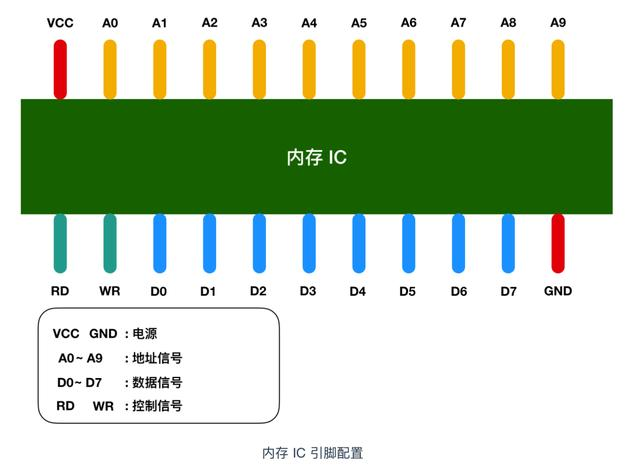 VCC A0 A1 A2 A3 A4 A5 A6 A7 A8 A9
内存 IC
RD WR D0 D1 D2 D3 D4 D5 D6 D7 GND
VCC GND : 电源
A0~ A9 : 地址信号
D0~ D7 : 数据信号
RD WR : 控制信号
内存 IC 引脚配置